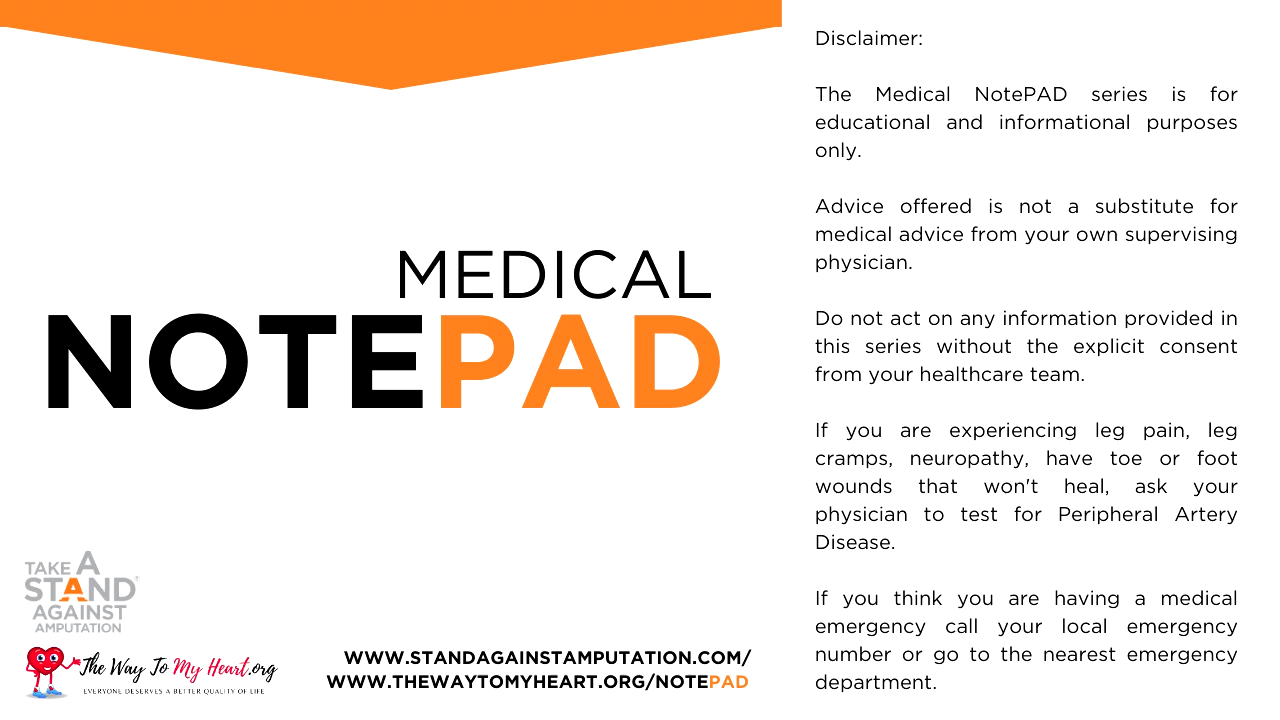 MEDICAL
NOTEPAD
TAKE A
STAND
AGAINST
AMPUTATION
The Way To My Heart.org
EVERYONE DESERVES A BETTER QUALITY OF LIFE
WWW.STANDAGAINSTAMPUTATION.COM/
WWW.THEWAYTOMYHEART.ORG/NOTEPAD
Disclaimer:
The Medical NotePAD series is for
educational and informational purposes
only.
Advice offered is not a substitute for
medical advice from your own supervising
physician.
Do not act on any information provided in
this series without the explicit consent
from your healthcare team.
If you are experiencing leg pain, leg
cramps, neuropathy, have toe or foot
wounds that won't heal, ask your
physician to test for Peripheral Artery
Disease.
If you think you are having a medical
emergency call your local emergency
number or go to the nearest emergency
department.